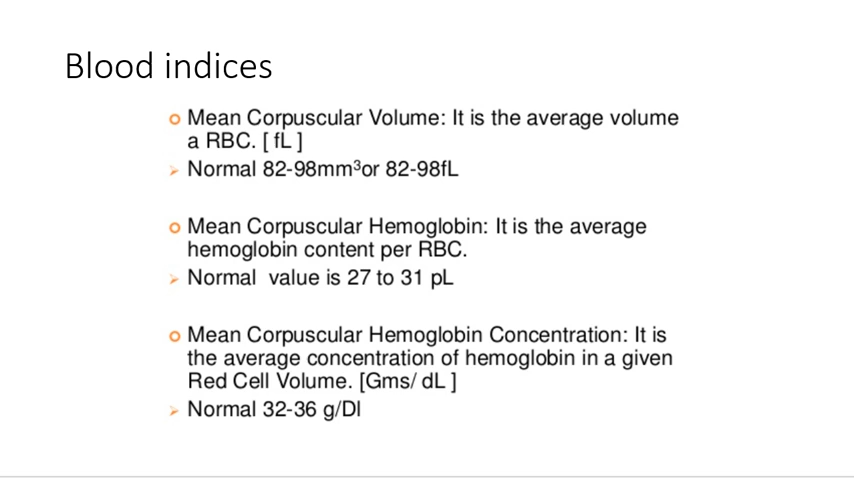 Blood indices
Mean Corpuscular Volume: It is the average volume
a RBC. [ fL ]
Normal 82-98mm³or 82-98fL
Mean Corpuscular Hemoglobin: It is the average
hemoglobin content per RBC.
Normal  value is 27 to 31 pL
Mean Corpuscular Hemoglobin Concentration: It is
the average concentration of hemoglobin in a given
Red Cell Volume. [Gms/ dL ]
Normal 32-36 g/Dl